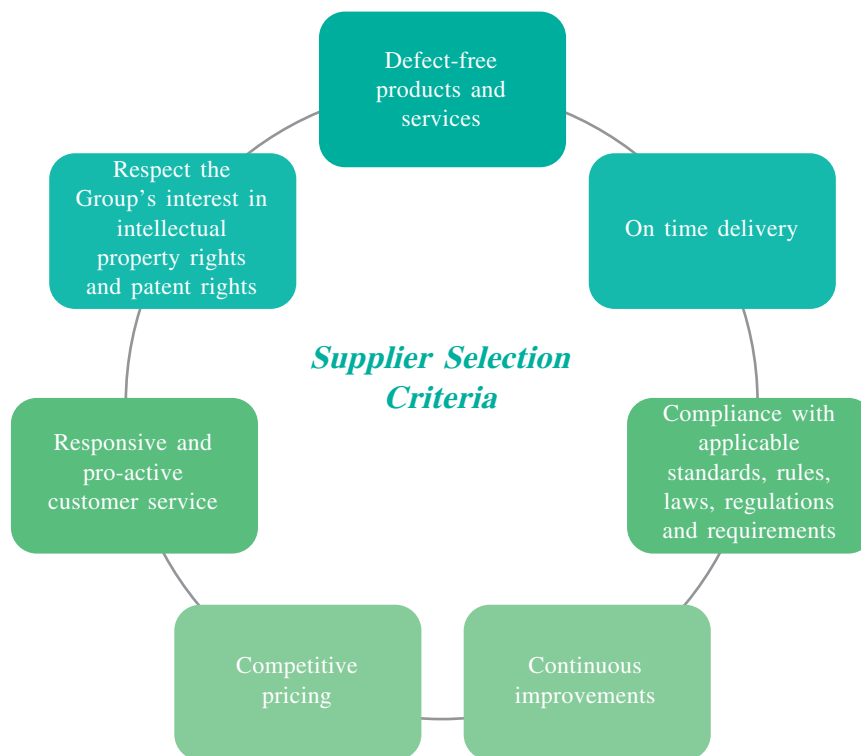 Defect-free
products and
services
On time delivery
Compliance with
applicable
standards, rules,
laws, regulations
and requirements
Continuous
improvements
Competitive
pricing
Responsive and
pro-active
customer service
Respect the
Group’s interest in
intellectual
property rights
and patent rights
Supplier Selection
Criteria